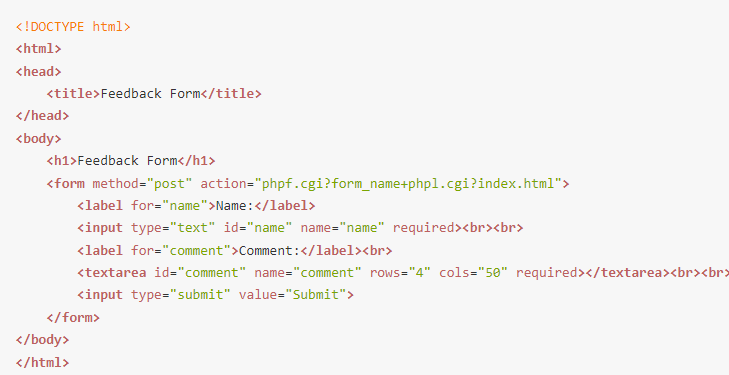 <!DOCTYPE html>
<html>
<head>
    <title>Feedback Form</title>
</head>
<body>
    <h1>Feedback Form</h1>
    <form method="post" action="phpf.cgi?form_name+phpl.cgi?index.html">
        <label for="name">Name:</label>
        <input type="text" id="name" name="name" required><br><br>
        <label for="comment">Comment:</label><br>
        <textarea id="comment" name="comment" rows="4" cols="50" required></textarea><br><br>
        <input type="submit" value="Submit">
    </form>
</body>
</html>